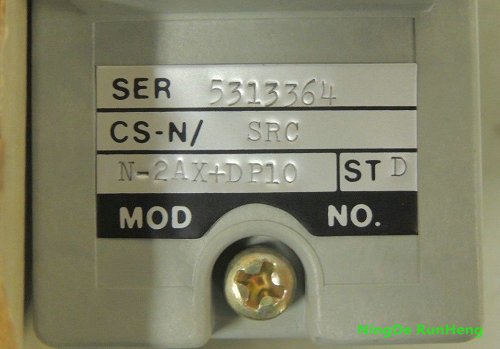 SER 5313364
CS-N/ SRC
N-2AX+DP10 ST D
MOD NO.
NingDe RunHeng